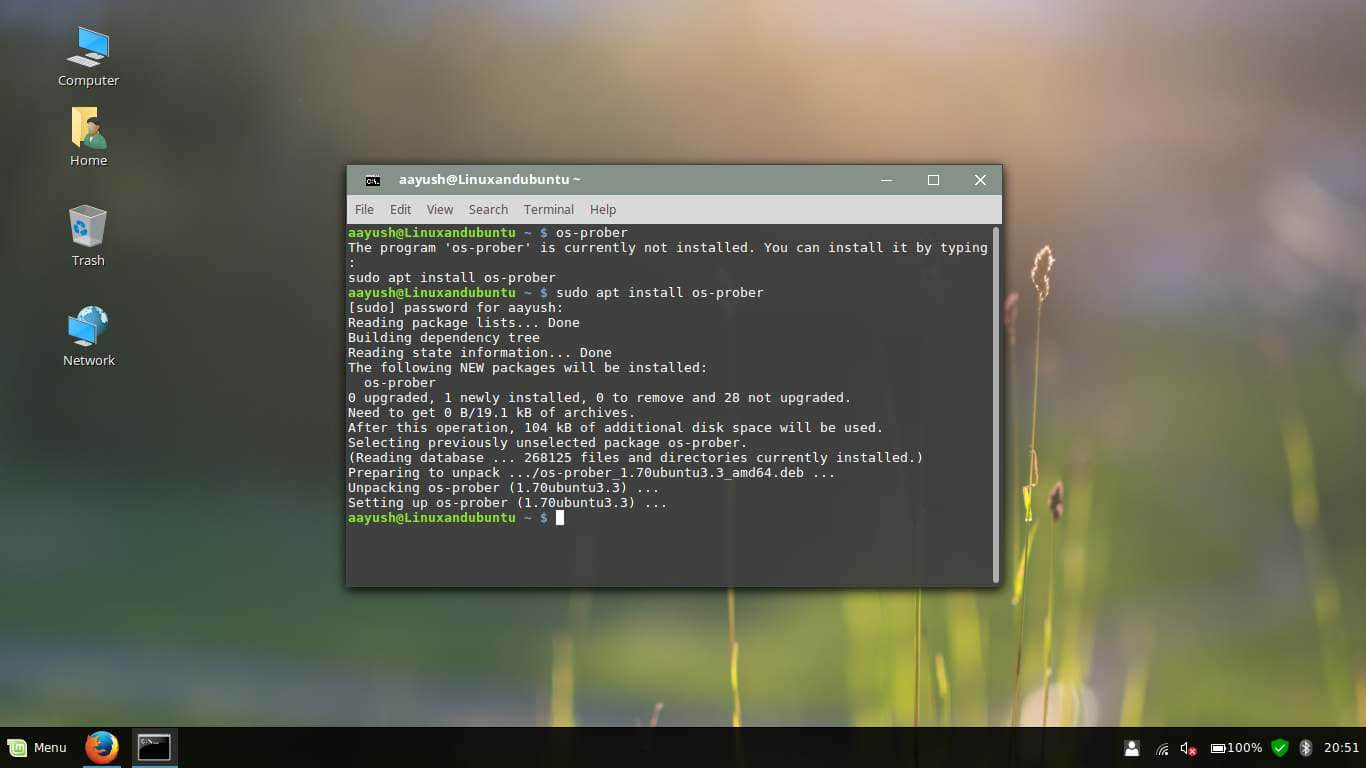 Computer
Home
Trash
Network
aayush@Linuxandubuntu ~
File Edit View Search Terminal Help
aayush@Linuxandubuntu ~ $ os-prober
The program 'os-prober' is currently not installed. You can install it by typing
:
sudo apt install os-prober
aayush@Linuxandubuntu ~ $ sudo apt install os-prober
[sudo] password for aayush:
Reading package lists... Done
Building dependency tree
Reading state information... Done
The following NEW packages will be installed:
  os-prober
0 upgraded, 1 newly installed, 0 to remove and 28 not upgraded.
Need to get 0 B/19.1 kB of archives.
After this operation, 104 kB of additional disk space will be used.
Selecting previously unselected package os-prober.
(Reading database ... 268125 files and directories currently installed.)
Preparing to unpack .../os-prober_1.70ubuntu3.3_amd64.deb ...
Unpacking os-prober (1.70ubuntu3.3) ...
Setting up os-prober (1.70ubuntu3.3) ...
aayush@Linuxandubuntu ~ $
Menu 100% 20:51